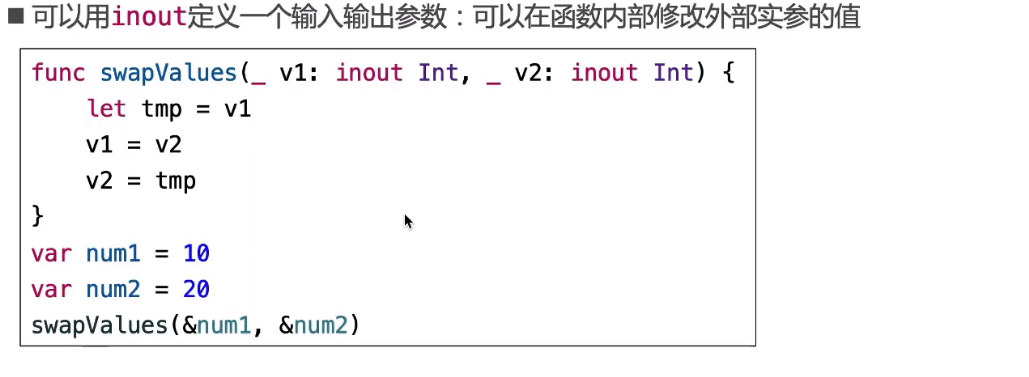 ■ 可以用inout定义一个输入输出参数：可以在函数内部修改外部实参的值
func swapValues(_ v1: inout Int, _ v2: inout Int) {
    let tmp = v1
    v1 = v2
    v2 = tmp
}
var num1 = 10
var num2 = 20
swapValues(&num1, &num2)